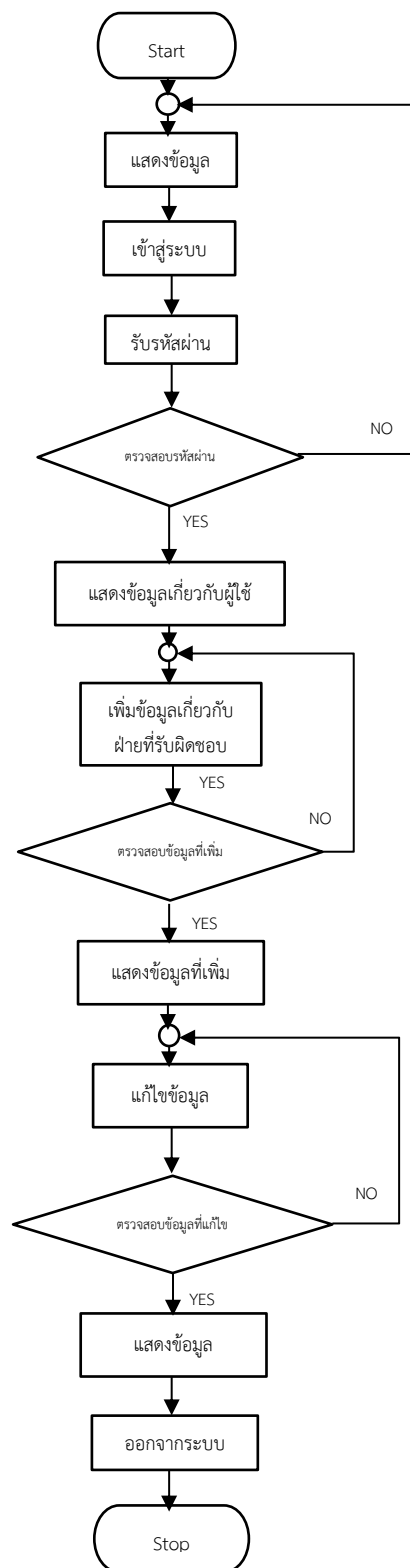 Start
แสดงข้อมูล
เข้าสู่ระบบ
รับรหัสผ่าน
ตรวจสอบรหัสผ่าน
NO
YES
แสดงข้อมูลเกี่ยวกับผู้ใช้
เพิ่มข้อมูลเกี่ยวกับ
ฝ่ายที่รับผิดชอบ
YES
NO
ตรวจสอบข้อมูลที่เพิ่ม
YES
แสดงข้อมูลที่เพิ่ม
แก้ไขข้อมูล
NO
ตรวจสอบข้อมูลที่แก้ไข
YES
แสดงข้อมูล
ออกจากระบบ
Stop